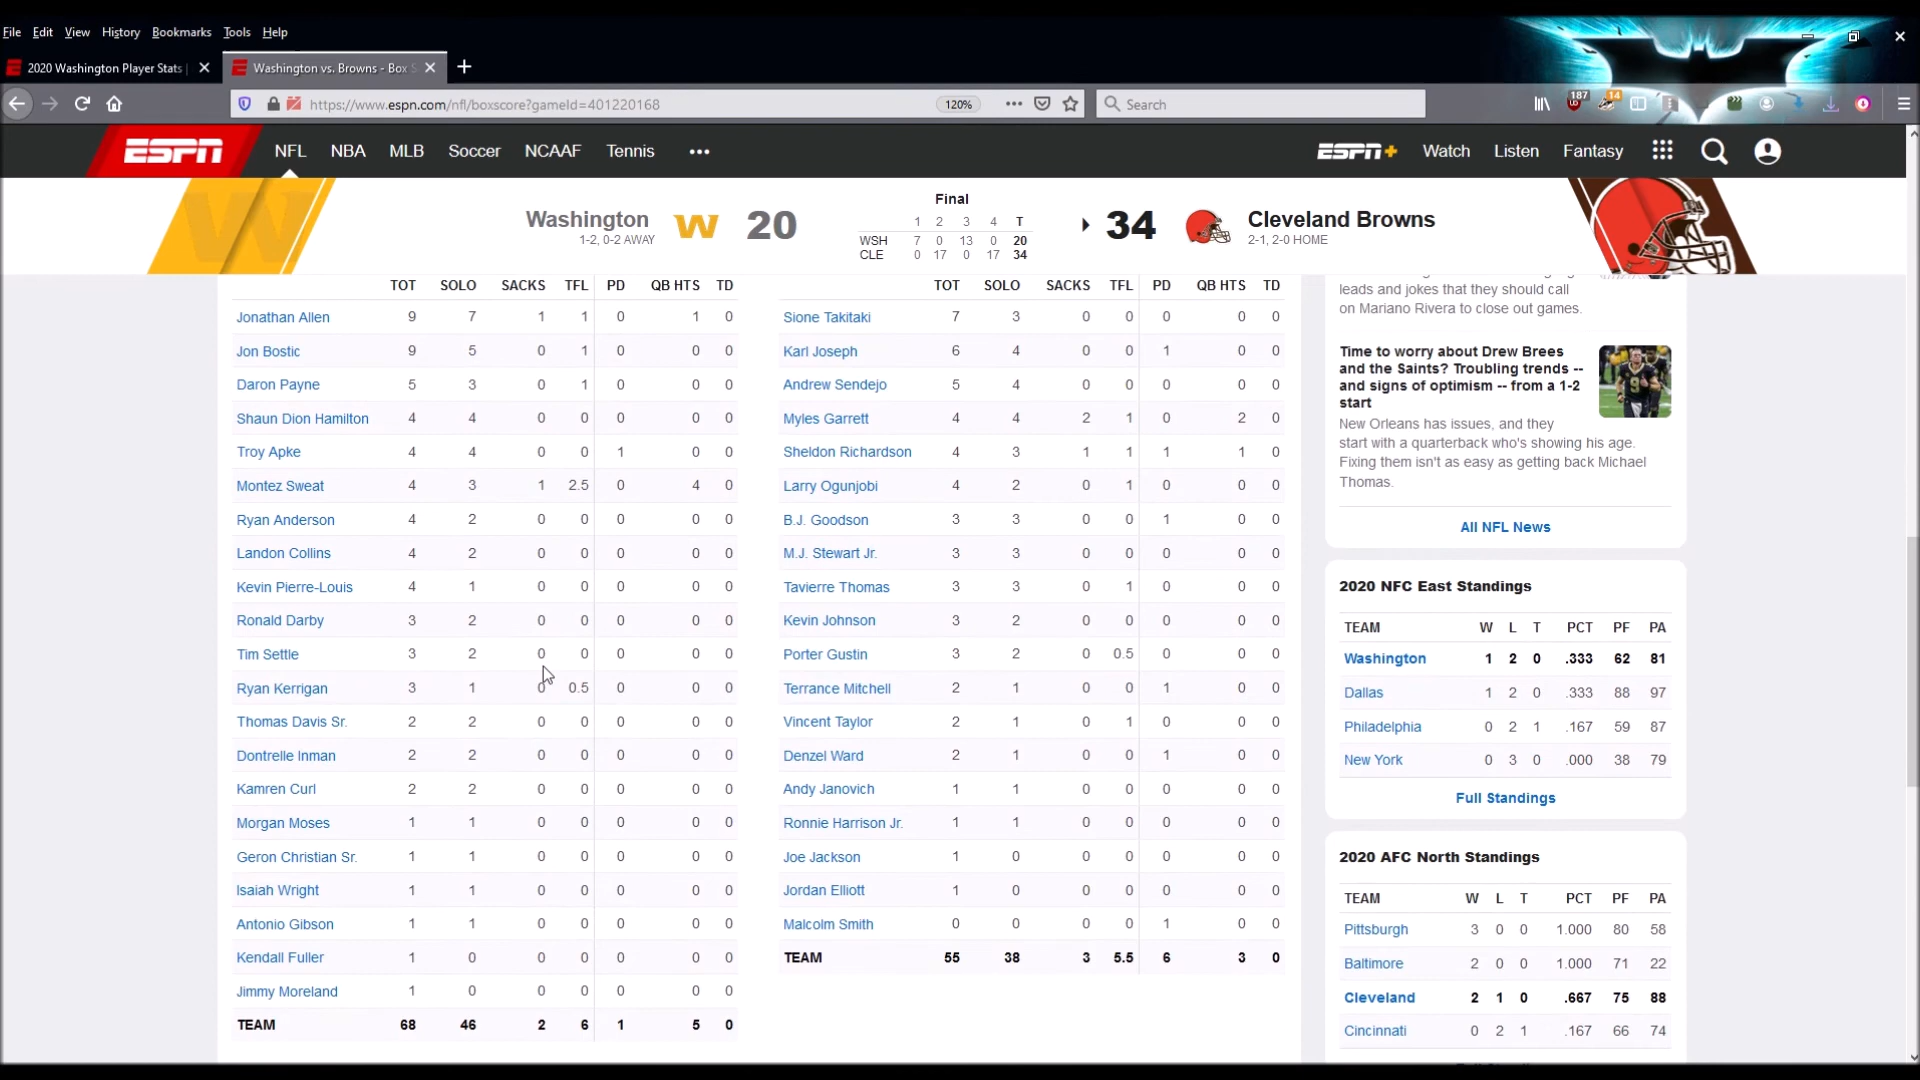 File Edit View History Bookmarks Tools Help
2020 Washington Player Stats |
Washington vs. Browns - Box S
https://www.espn.com/nfl/boxscore?gameId=401220168
120%
Search
187
14
ESPN NFL NBA MLB Soccer NCAAF Tennis
ESPN+ Watch Listen Fantasy
Washington
1-2, 0-2 AWAY
W
20
Final
1 2 3 4 T
WSH 7 0 13 0 20
CLE 0 17 0 17 34
34
Cleveland Browns
2-1, 2-0 HOME
TOT SOLO SACKS TFL PD QB HTS TD
Jonathan Allen 9 7 1 1 0 1 0
Jon Bostic 9 5 0 1 0 0 0
Daron Payne 5 3 0 1 0 0 0
Shaun Dion Hamilton 4 4 0 0 0 0 0
Troy Apke 4 4 0 0 1 0 0
Montez Sweat 4 3 1 2.5 0 4 0
Ryan Anderson 4 2 0 0 0 0 0
Landon Collins 4 2 0 0 0 0 0
Kevin Pierre-Louis 4 1 0 0 0 0 0
Ronald Darby 3 2 0 0 0 0 0
Tim Settle 3 2 0 0 0 0 0
Ryan Kerrigan 3 1 0 0.5 0 0 0
Thomas Davis Sr. 2 2 0 0 0 0 0
Dontrelle Inman 2 2 0 0 0 0 0
Kamren Curl 2 2 0 0 0 0 0
Morgan Moses 1 1 0 0 0 0 0
Geron Christian Sr. 1 1 0 0 0 0 0
Isaiah Wright 1 1 0 0 0 0 0
Antonio Gibson 1 1 0 0 0 0 0
Kendall Fuller 1 0 0 0 0 0 0
Jimmy Moreland 1 0 0 0 0 0 0
TEAM 68 46 2 6 1 5 0
TOT SOLO SACKS TFL PD QB HTS TD
Sione Takitaki 7 3 0 0 0 0 0
Karl Joseph 6 4 0 0 1 0 0
Andrew Sendejo 5 4 0 0 0 0 0
Myles Garrett 4 4 2 1 0 2 0
Sheldon Richardson 4 3 1 1 1 1 0
Larry Ogunjobi 4 2 0 1 0 0 0
B.J. Goodson 3 3 0 0 1 0 0
M.J. Stewart Jr. 3 3 0 0 0 0 0
Tavierre Thomas 3 3 0 1 0 0 0
Kevin Johnson 3 2 0 0 0 0 0
Porter Gustin 3 2 0 0.5 0 0 0
Terrance Mitchell 2 1 0 0 1 0 0
Vincent Taylor 2 1 0 1 0 0 0
Denzel Ward 2 1 0 0 1 0 0
Andy Janovich 1 1 0 0 0 0 0
Ronnie Harrison Jr. 1 1 0 0 0 0 0
Joe Jackson 1 0 0 0 0 0 0
Jordan Elliott 1 0 0 0 0 0 0
Malcolm Smith 0 0 0 0 1 0 0
TEAM 55 38 3 5.5 6 3 0
leads and jokes that they should call
on Mariano Rivera to close out games.
Time to worry about Drew Brees
and the Saints? Troubling trends --
and signs of optimism -- from a 1-2
start
New Orleans has issues, and they
start with a quarterback who's showing his age.
Fixing them isn't as easy as getting back Michael
Thomas.
All NFL News
2020 NFC East Standings
TEAM W L T PCT PF PA
Washington 1 2 0 .333 62 81
Dallas 1 2 0 .333 88 97
Philadelphia 0 2 1 .167 59 87
New York 0 3 0 .000 38 79
Full Standings
2020 AFC North Standings
TEAM W L T PCT PF PA
Pittsburgh 3 0 0 1.000 80 58
Baltimore 2 0 0 1.000 71 22
Cleveland 2 1 0 .667 75 88
Cincinnati 0 2 1 .167 66 74